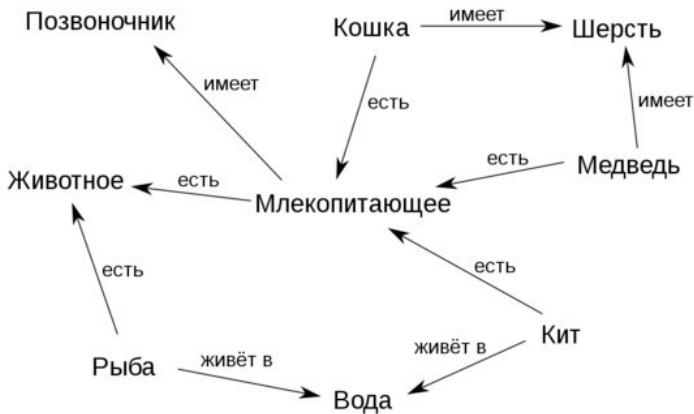 Позвоночник
Кошка
имеет
Шерсть
имеет
есть
имеет
Животное
есть
Млекопитающее
есть
Медведь
есть
есть
Кит
Рыба
живёт в
живёт в
Вода